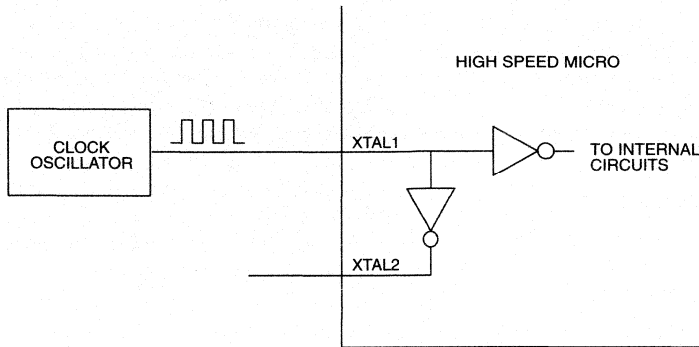 HIGH SPEED MICRO
CLOCK
OSCILLATOR
XTAL1
TO INTERNAL
CIRCUITS
XTAL2